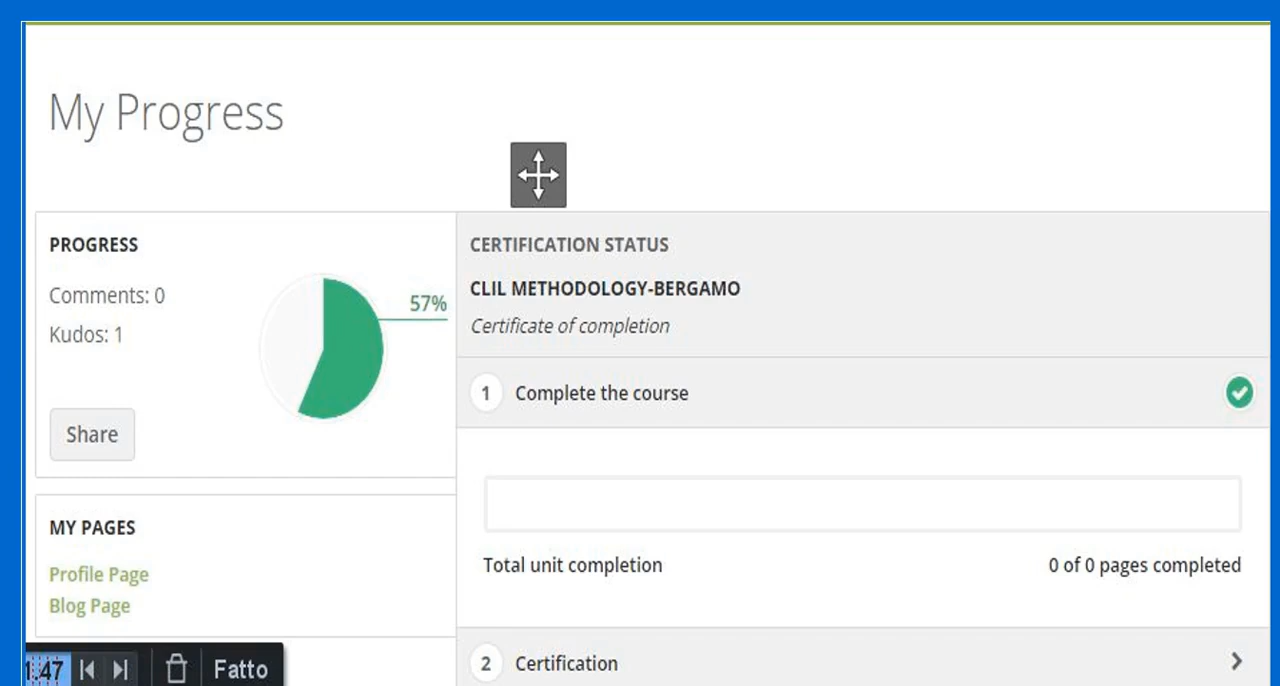 My Progress
PROGRESS
Comments: 0
Kudos: 1
57%
Share
MY PAGES
Profile Page
Blog Page
CERTIFICATION STATUS
CLIL METHODOLOGY-BERGAMO
Certificate of completion
1 Complete the course
Total unit completion
0 of 0 pages completed
2 Certification
Fatto